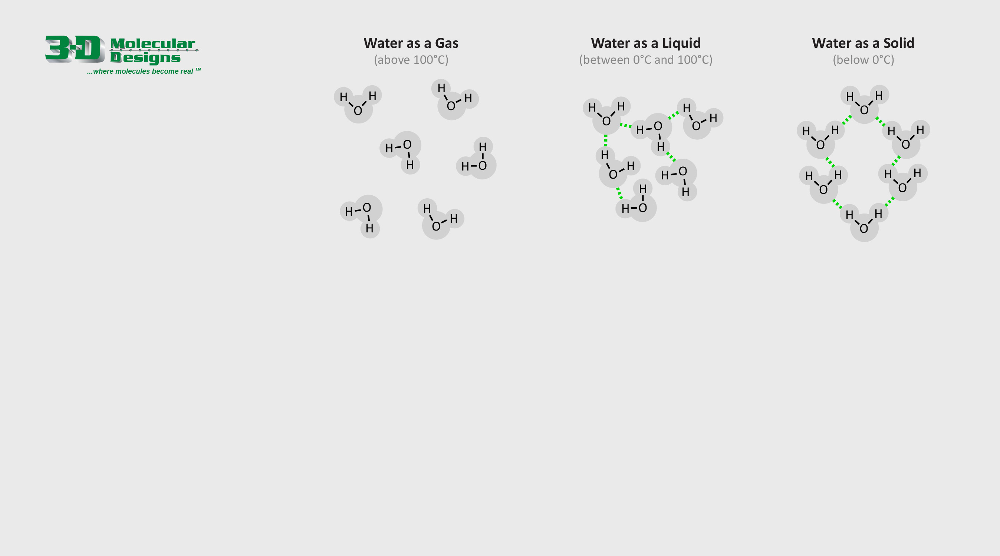 3-D Molecular Designs
...where molecules become real ™
Water as a Gas
(above 100°C)
H H
O
H
H
O
O
H
H
H
H O
O
H
H
H
H
O
Water as a Liquid
(between 0°C and 100°C)
H H
O
H O
H
H
H
O
H
H
O
O
H
H
H
H O
Water as a Solid
(below 0°C)
H H
O
H H
O
H H
O
H H
O
H H
O
H H
O